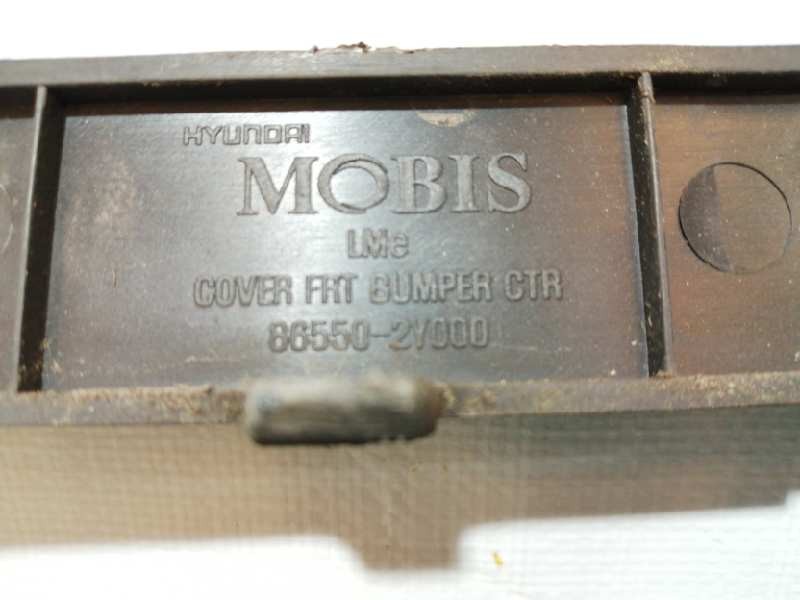 HYUNDAI
MOBIS
LMe
COVER FRT BUMPER CTR
86550-2Y000